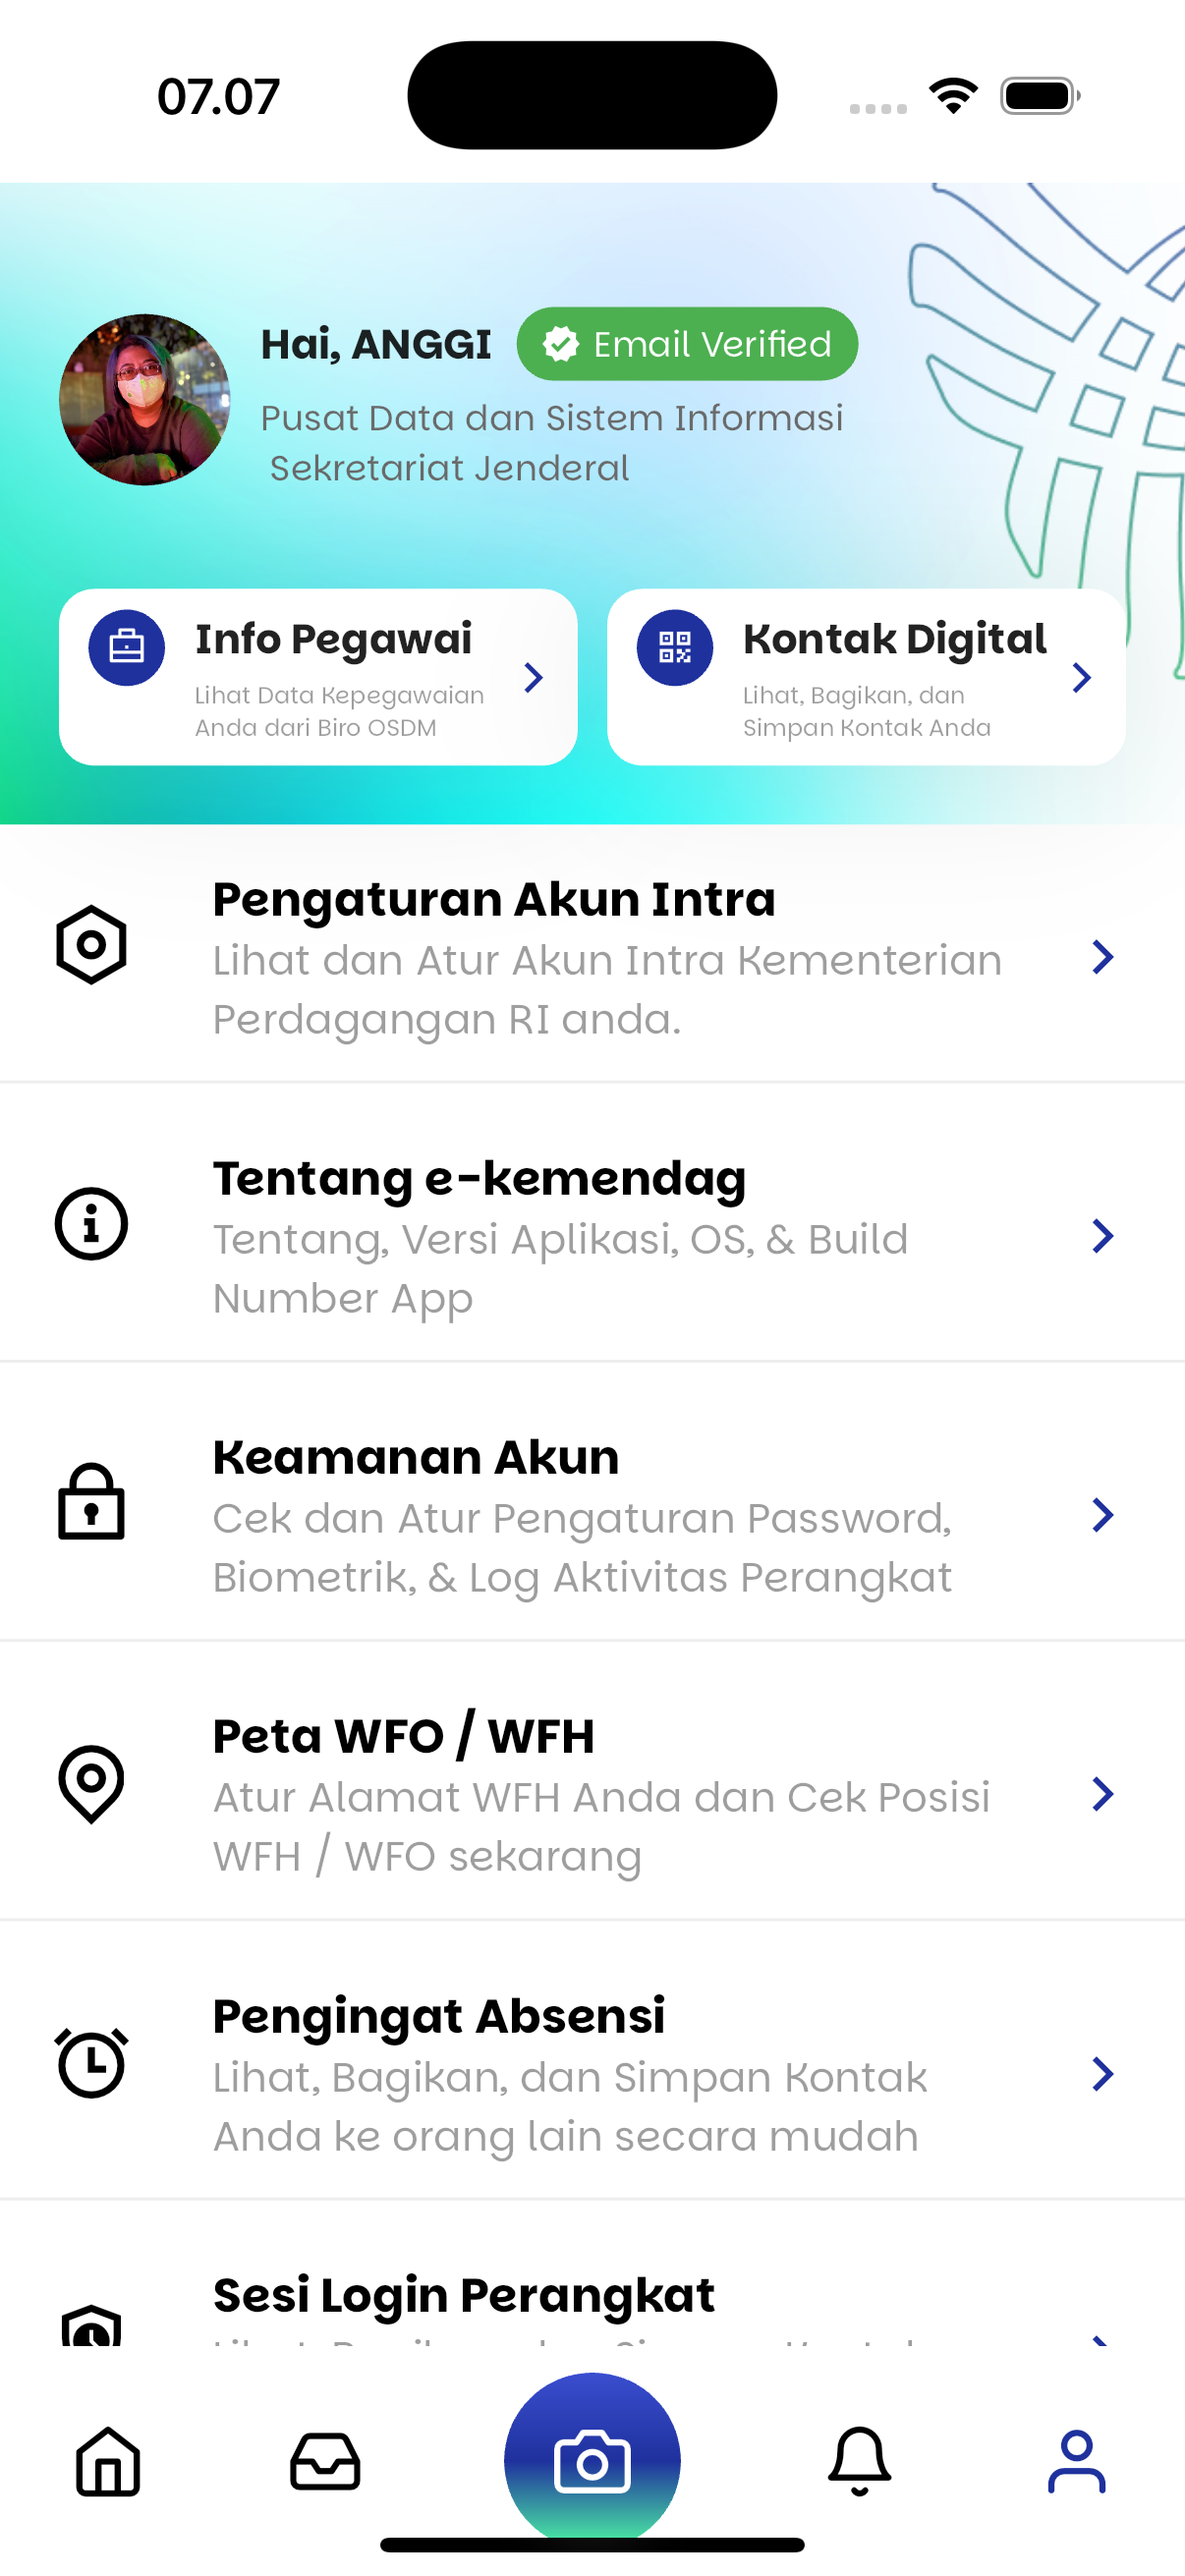 07.07
Hai, ANGGI
Email Verified
Pusat Data dan Sistem Informasi
Sekretariat Jenderal
Info Pegawai
Lihat Data Kepegawaian
Anda dari Biro OSDM
Kontak Digital
Lihat, Bagikan, dan
Simpan Kontak Anda
Pengaturan Akun Intra
Lihat dan Atur Akun Intra Kementerian
Perdagangan RI anda.
Tentang e-kemendag
Tentang, Versi Aplikasi, OS, & Build
Number App
Keamanan Akun
Cek dan Atur Pengaturan Password,
Biometrik, & Log Aktivitas Perangkat
Peta WFO / WFH
Atur Alamat WFH Anda dan Cek Posisi
WFH / WFO sekarang
Pengingat Absensi
Lihat, Bagikan, dan Simpan Kontak
Anda ke orang lain secara mudah
Sesi Login Perangkat